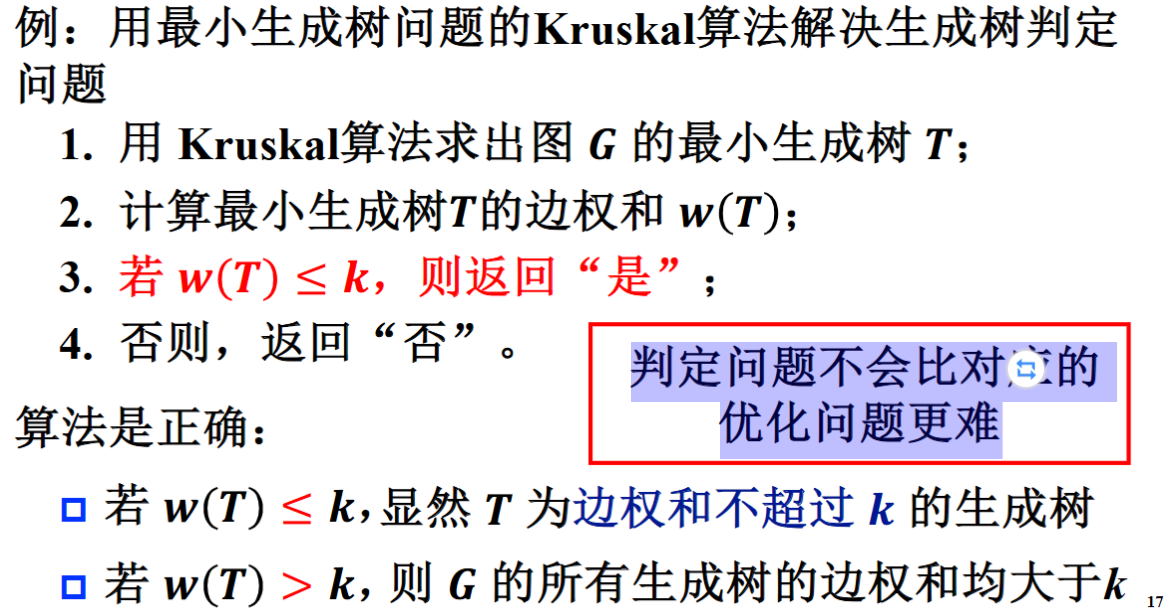 例：用最小生成树问题的Kruskal算法解决生成树判定
问题
1. 用 Kruskal算法求出图 G 的最小生成树 T；
2. 计算最小生成树T的边权和 w(T)；
3. 若 w(T) ≤ k，则返回“是”；
4. 否则，返回“否”。
判定问题不会比对应的
优化问题更难
算法是正确：
若 w(T) ≤ k,显然 T 为边权和不超过 k 的生成树
若 w(T) > k, 则 G 的所有生成树的边权和均大于k
17